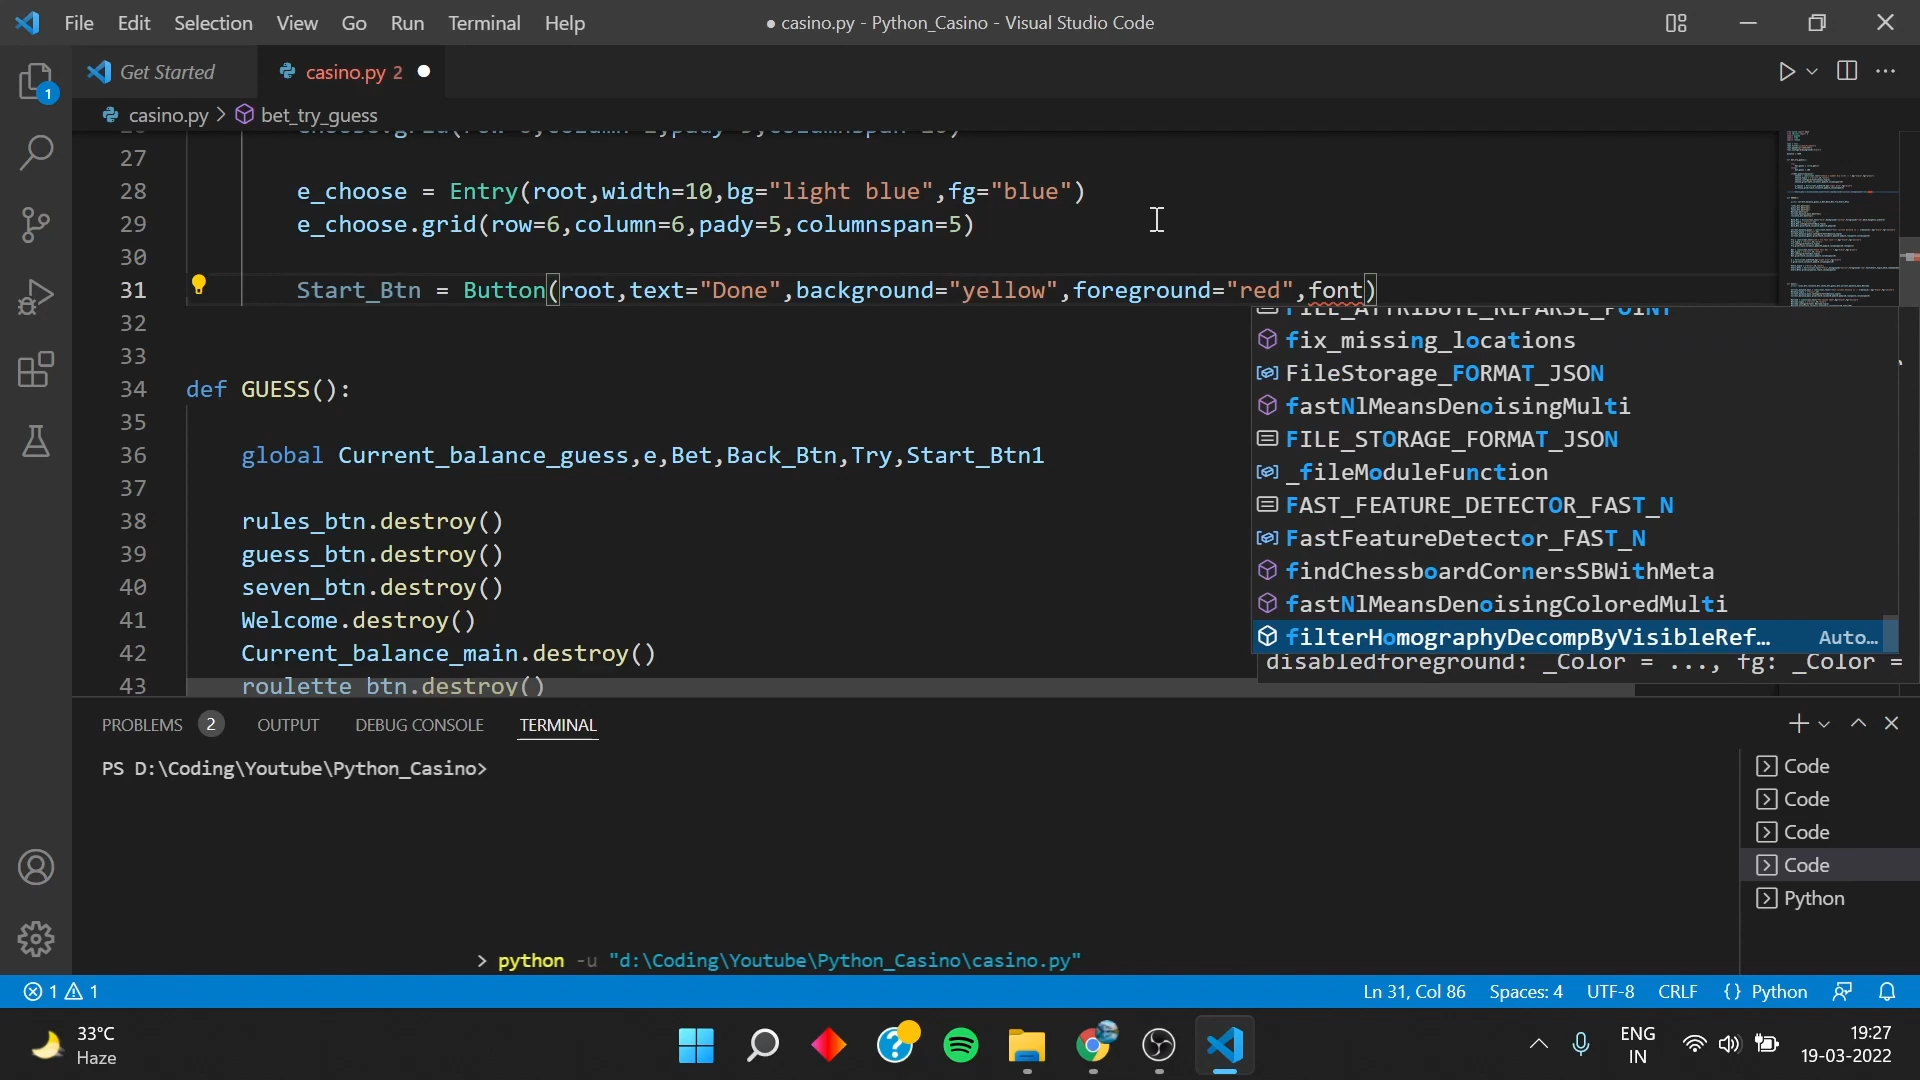 File Edit Selection View Go Run Terminal Help ● casino.py - Python_Casino - Visual Studio Code
Get Started casino.py 2 ●
casino.py > bet_try_guess
27
28 e_choose = Entry(root,width=10,bg="light blue",fg="blue")
29 e_choose.grid(row=6,column=6,pady=5,columnspan=5)
30
31 Start_Btn = Button(root,text="Done",background="yellow",foreground="red",font)
FILE_ATTRIBUTE_REPARSE_POINT
32
fix_missing_locations
33
FileStorage_FORMAT_JSON
34 def GUESS():
fastNlMeansDenoisingMulti
35
FILE_STORAGE_FORMAT_JSON
36 global Current_balance_guess,e,Bet,Back_Btn,Try,Start_Btn1
_fileModuleFunction
37
FAST_FEATURE_DETECTOR_FAST_N
38 rules_btn.destroy()
FastFeatureDetector_FAST_N
39 guess_btn.destroy()
findChessboardCornersSBWithMeta
40 seven_btn.destroy()
fastNlMeansDenoisingColoredMulti
41 Welcome.destroy()
filterHomographyDecompByVisibleRef… Auto…
42 Current_balance_main.destroy()
disabledforeground: _Color = ..., fg: _Color =
43 roulette_btn.destroy()
PROBLEMS 2 OUTPUT DEBUG CONSOLE TERMINAL
PS D:\Coding\Youtube\Python_Casino>
Code
Code
Code
Code
Python
> python -u "d:\Coding\Youtube\Python_Casino\casino.py"
1 1 Ln 31, Col 86 Spaces: 4 UTF-8 CRLF {} Python
33°C
Haze
ENG
IN
19:27
19-03-2022